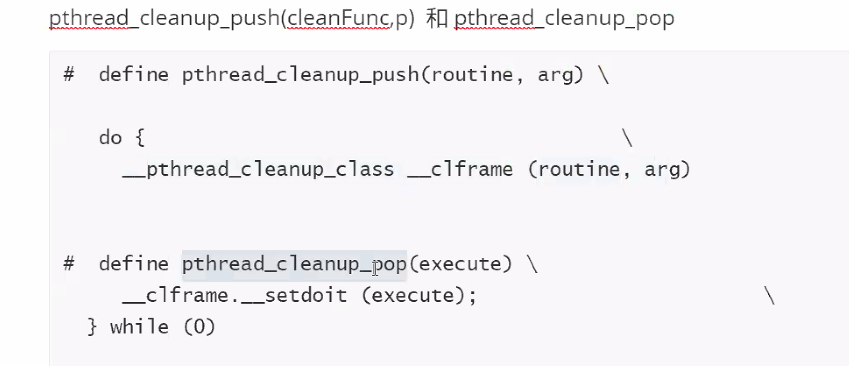 pthread_cleanup_push(cleanFunc,p) 和 pthread_cleanup_pop
# define pthread_cleanup_push(routine, arg) \
do { \
__pthread_cleanup_class __clframe (routine, arg)
# define pthread_cleanup_pop(execute) \
__clframe.__setdoit (execute); \
} while (0)